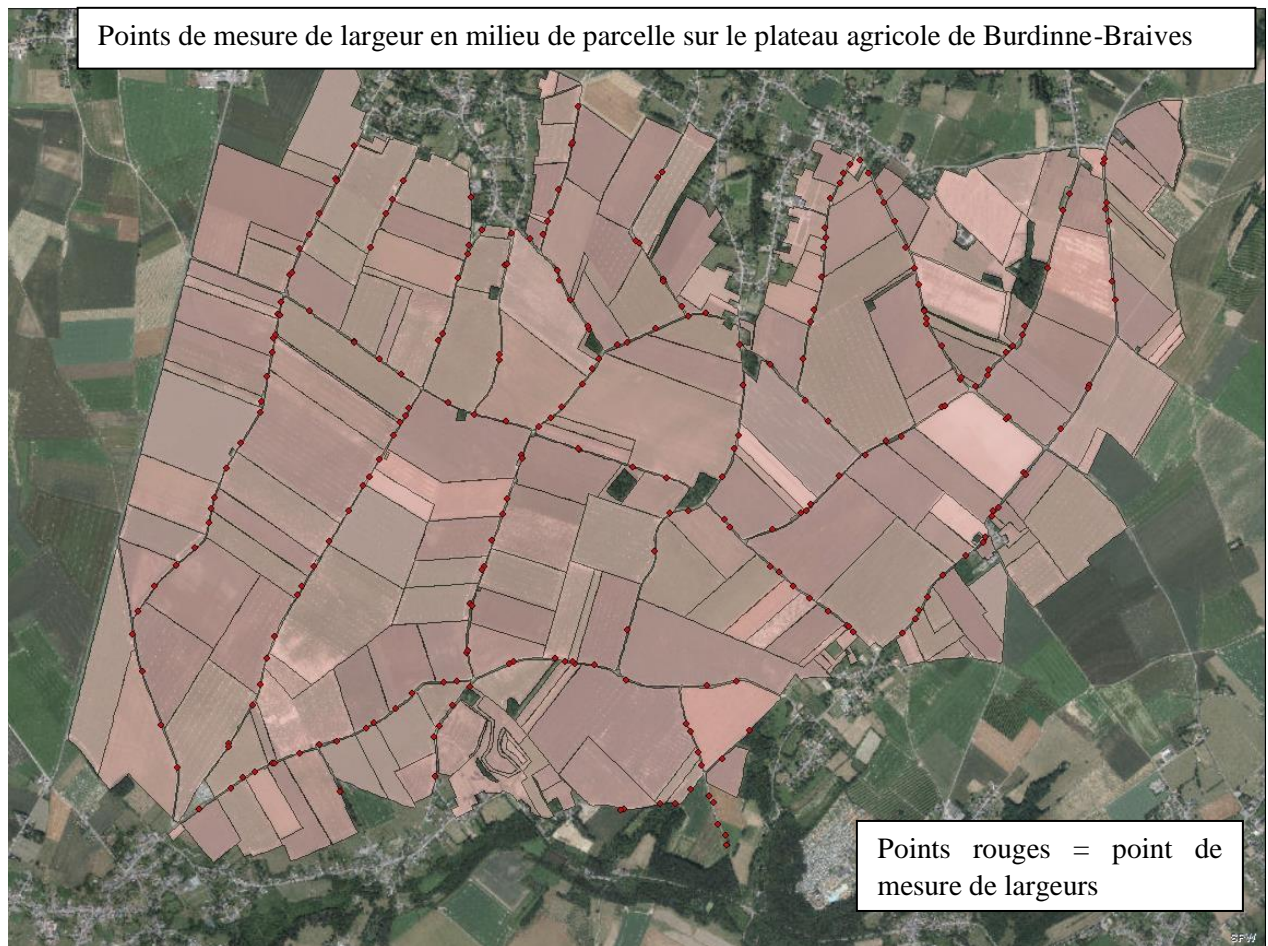 Points de mesure de largeur en milieu de parcelle sur le plateau agricole de Burdinne-Braives
Points rouges = point de
mesure de largeurs
SPW